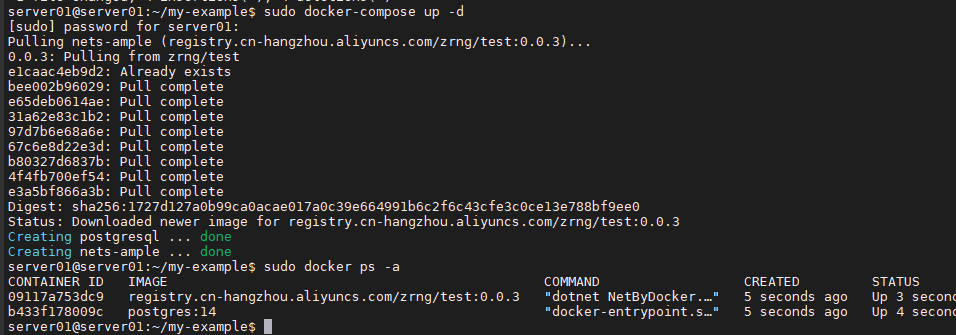 server01@server01:~/my-example$ sudo docker-compose up -d
[sudo] password for server01:
Pulling nets-ample (registry.cn-hangzhou.aliyuncs.com/zrng/test:0.0.3)...
0.0.3: Pulling from zrng/test
e1caac4eb9d2: Already exists
bee002b96029: Pull complete
e65deb0614ae: Pull complete
31a62e83c1b2: Pull complete
97d7b6e68a6e: Pull complete
67c6e8d22e3d: Pull complete
b80327d6837b: Pull complete
4f4fb700ef54: Pull complete
e3a5bf866a3b: Pull complete
Digest: sha256:1727d127a0b99ca0acae017a0c39e664991b6c2f6c43cfe3c0ce13e788bf9ee0
Status: Downloaded newer image for registry.cn-hangzhou.aliyuncs.com/zrng/test:0.0.3
Creating postgresql ... done
Creating nets-ample ... done
server01@server01:~/my-example$ sudo docker ps -a
CONTAINER ID IMAGE COMMAND CREATED STATUS
09117a753dc9 registry.cn-hangzhou.aliyuncs.com/zrng/test:0.0.3 "dotnet NetByDocker.…" 5 seconds ago Up 3 secon
b433f178009c postgres:14 "docker-entrypoint.s…" 5 seconds ago Up 4 secon
server01@server01:~/my-example$